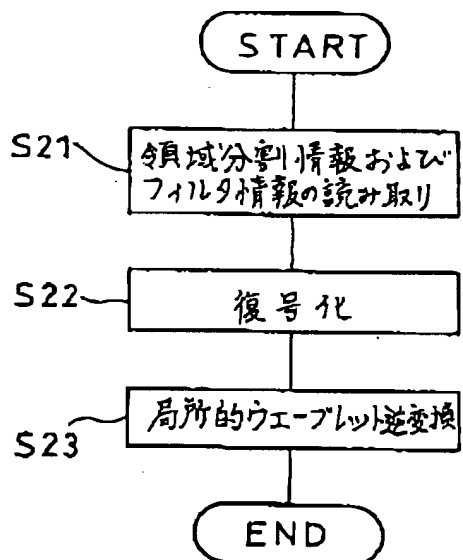 START
S21
領域分割情報および
フィルタ情報の読み取り
S22
復号化
S23
局所的ウエーブレット逆変換
END